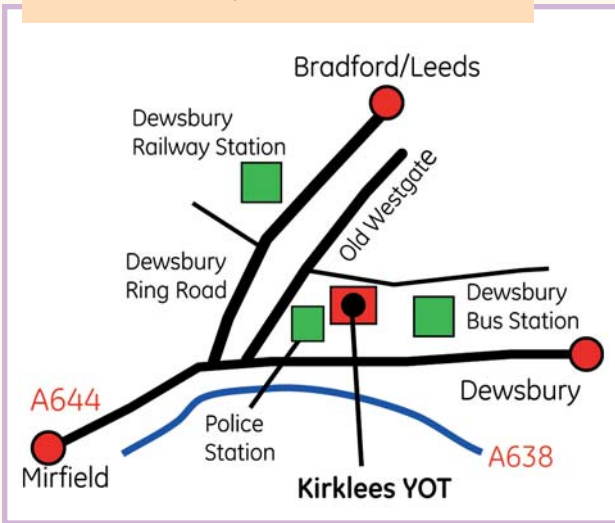 Bradford/Leeds
Dewsbury
Railway Station
Old Westgate
Dewsbury
Ring Road
Dewsbury
Bus Station
A644
Dewsbury
Police
Station
A638
Mirfield
Kirklees YOT